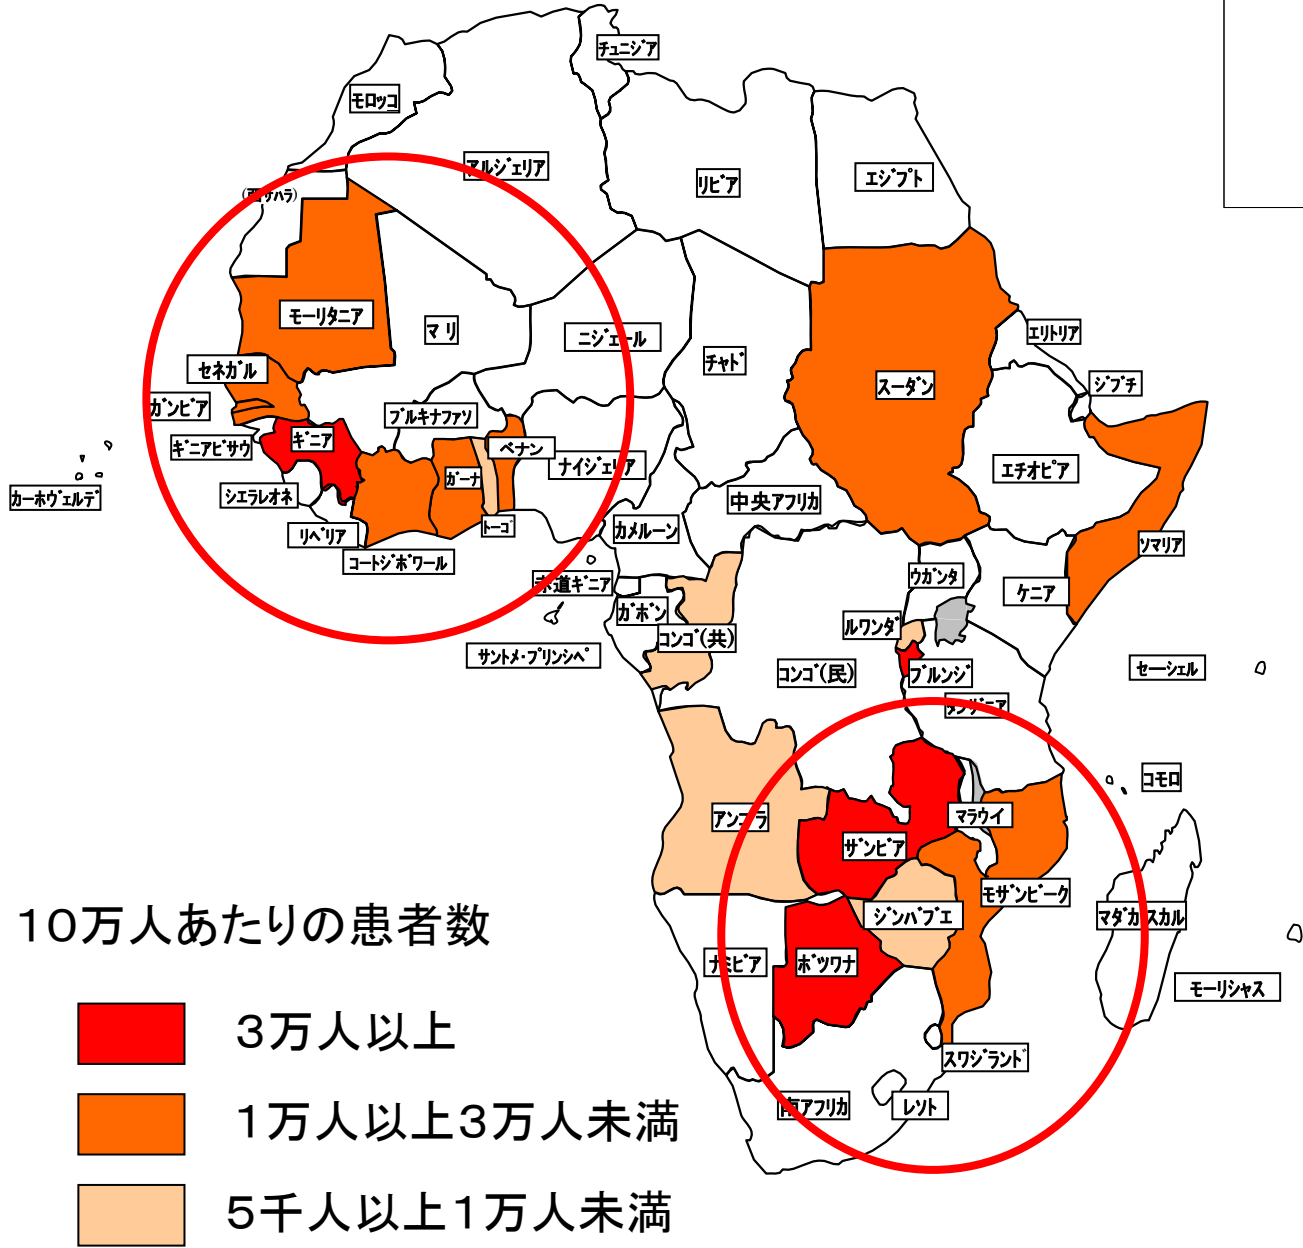 チュニジア
モロッコ
アルジェリア
リビア
エジプト
(西サハラ)
モーリタニア
マリ
ニジェール
チャド
スーダン
エリトリア
ジブチ
セネガル
ガンビア
ブルキナファソ
ギニア
ギニアビサウ
ベナン
ガーナ
ナイジェリア
エチオピア
カーボヴェルデ
シエラレオネ
中央アフリカ
リベリア
トーゴ
カメルーン
コートジボワール
ソマリア
赤道ギニア
ウガンダ
ケニア
ガボン
コンゴ(共)
ルワンダ
サントメ・プリンシペ
コンゴ(民)
ブルンジ
セーシェル
タンザニア
コモロ
アンゴラ
マラウイ
ザンビア
モザンビーク
ジンバブエ
マダガスカル
ナミビア
ボツワナ
モーリシャス
スワジランド
南アフリカ
レソト
10万人あたりの患者数
3万人以上
1万人以上3万人未満
5千人以上1万人未満